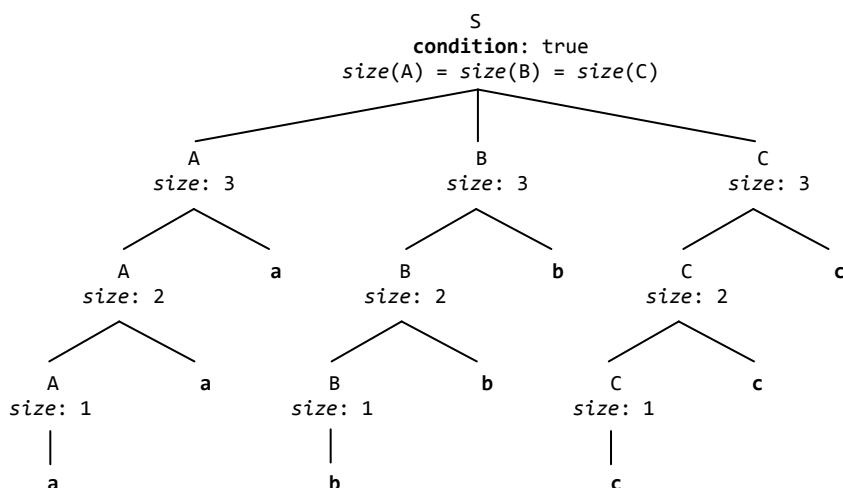 S
condition: true
size(A) = size(B) = size(C)
A B C
size: 3 size: 3 size: 3
A a B b C c
size: 2 size: 2 size: 2
A a B b C c
size: 1 size: 1 size: 1
a b c